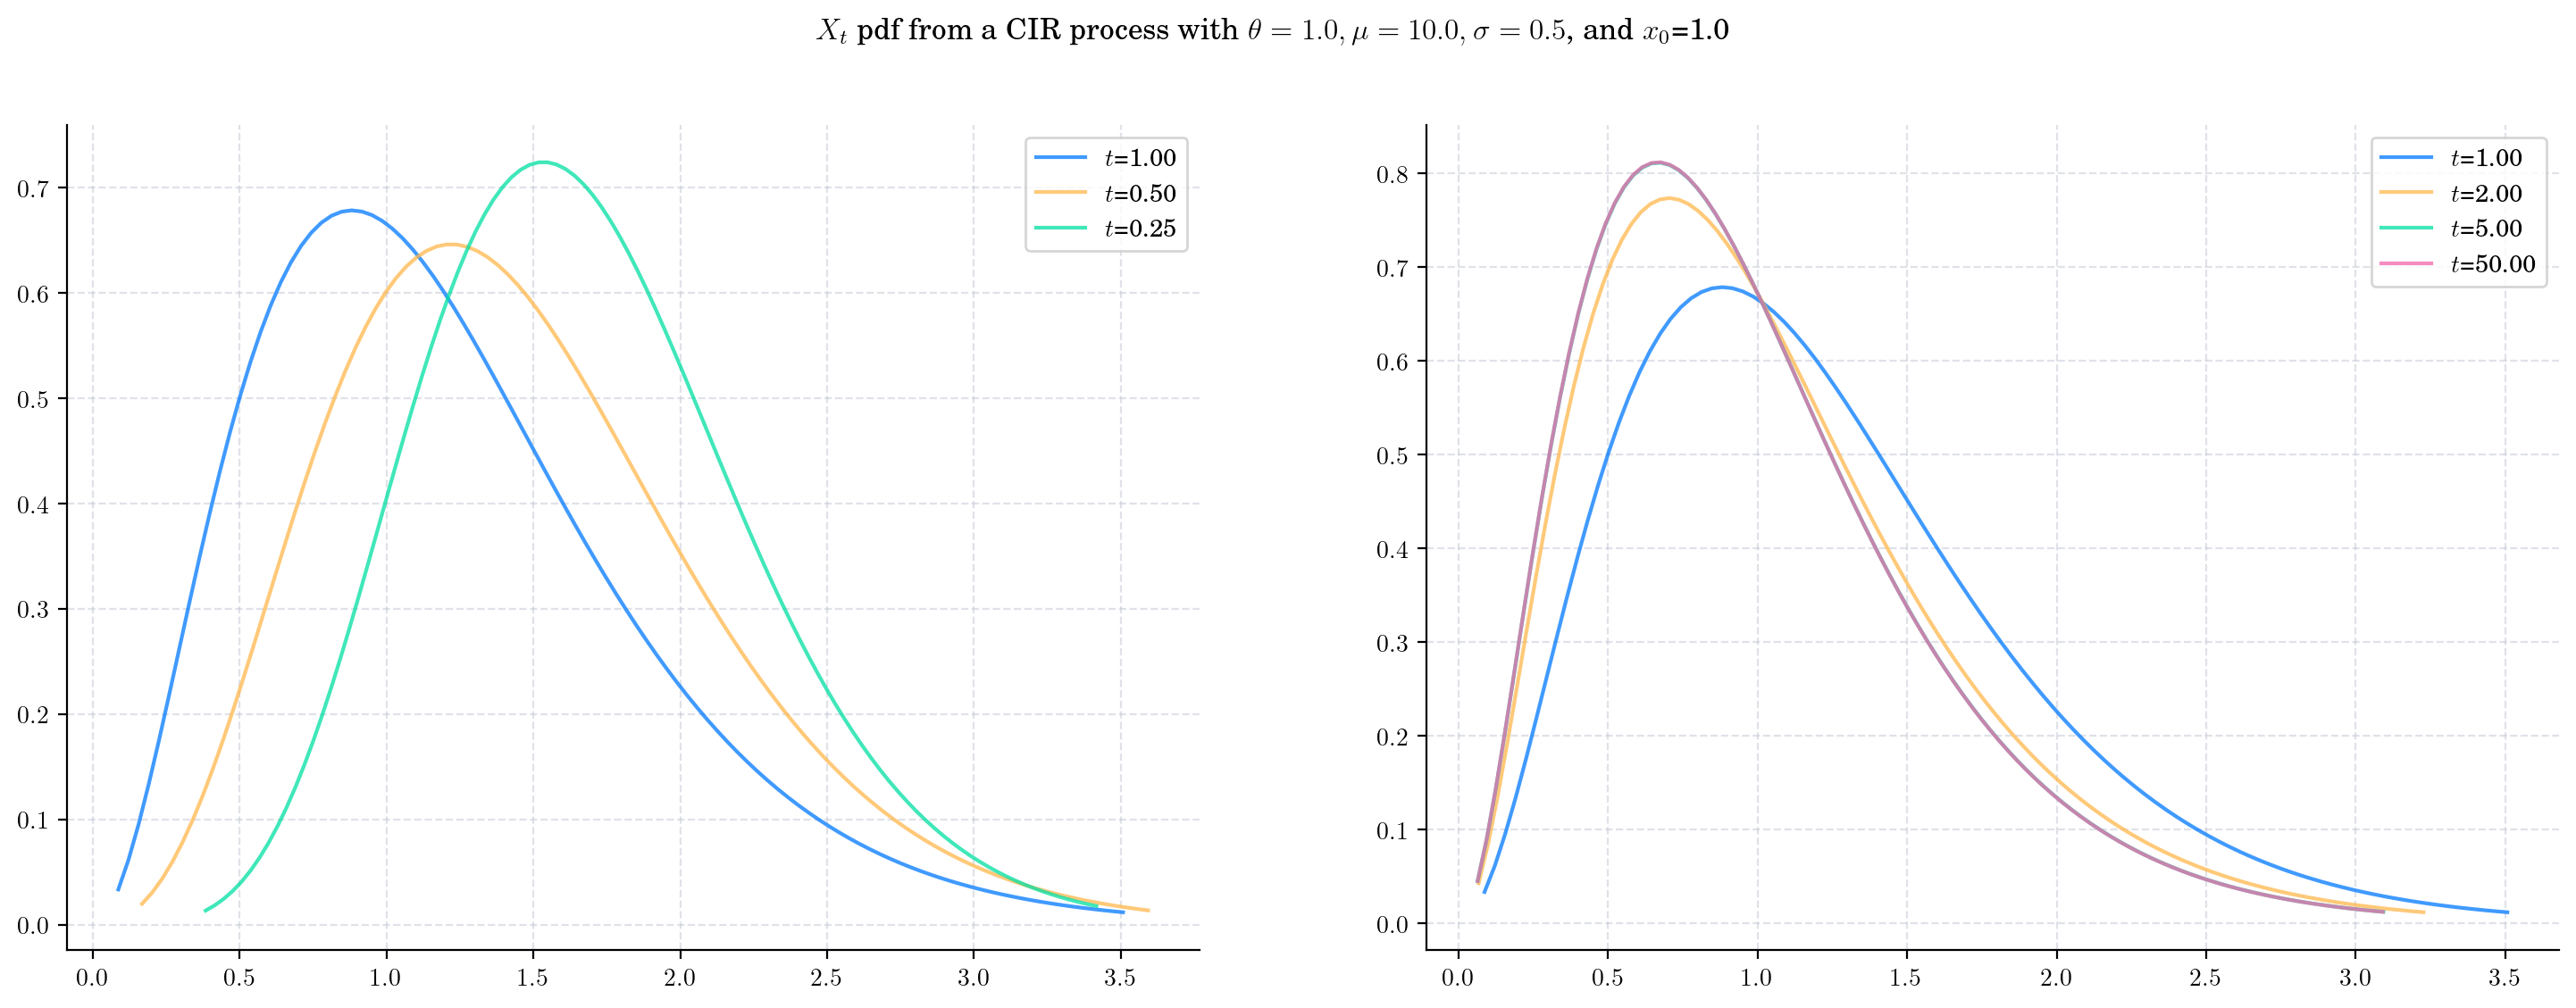 X_t pdf from a CIR process with θ = 1.0, μ = 10.0, σ = 0.5, and x_0=1.0
t=1.00
t=0.50
t=0.25
0.7
0.6
0.5
0.4
0.3
0.2
0.1
0.0
0.0 0.5 1.0 1.5 2.0 2.5 3.0 3.5
t=1.00
t=2.00
t=5.00
t=50.00
0.8
0.7
0.6
0.5
0.4
0.3
0.2
0.1
0.0
0.0 0.5 1.0 1.5 2.0 2.5 3.0 3.5